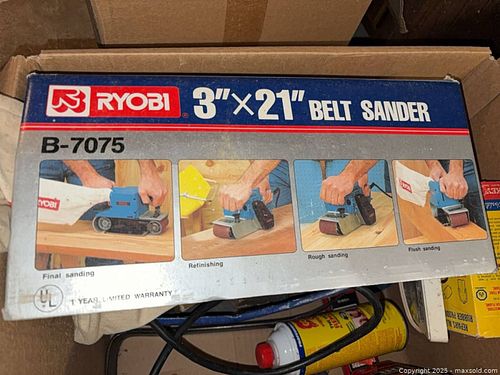 RYOBI 3"×21" BELT SANDER
B-7075
RYOBI
Final sanding
Refinishing
Rough sanding
Flush sanding
UL
1 YEAR LIMITED WARRANTY
Copyright 2025 - maxsold.com